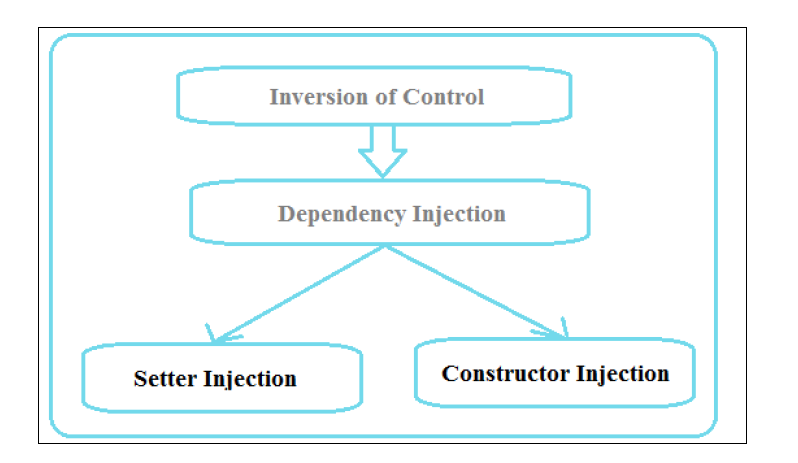 Inversion of Control
Dependency Injection
Setter Injection
Constructor Injection